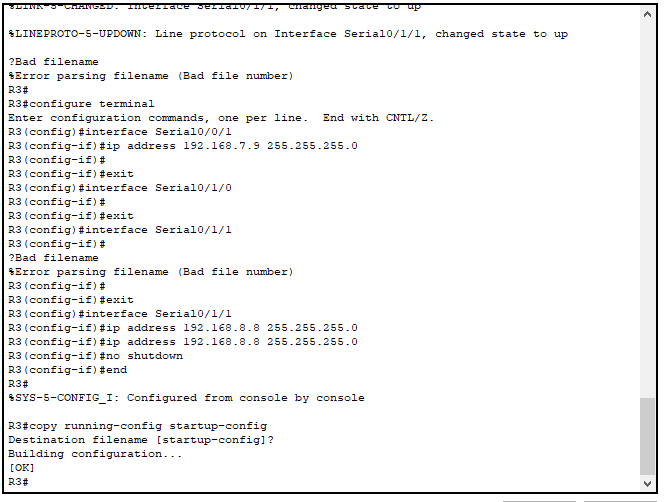 %LINK-5-CHANGED: Interface Serial0/1/1, changed state to up
%LINEPROTO-5-UPDOWN: Line protocol on Interface Serial0/1/1, changed state to up
?Bad filename
%Error parsing filename (Bad file number)
R3#
R3#configure terminal
Enter configuration commands, one per line.  End with CNTL/Z.
R3(config)#interface Serial0/0/1
R3(config-if)#ip address 192.168.7.9 255.255.255.0
R3(config-if)#
R3(config-if)#exit
R3(config)#interface Serial0/1/0
R3(config-if)#
R3(config-if)#exit
R3(config)#interface Serial0/1/1
R3(config-if)#
?Bad filename
%Error parsing filename (Bad file number)
R3(config-if)#
R3(config-if)#exit
R3(config)#interface Serial0/1/1
R3(config-if)#ip address 192.168.8.8 255.255.255.0
R3(config-if)#ip address 192.168.8.8 255.255.255.0
R3(config-if)#no shutdown
R3(config-if)#end
R3#
%SYS-5-CONFIG_I: Configured from console by console
R3#copy running-config startup-config
Destination filename [startup-config]?
Building configuration...
[OK]
R3#